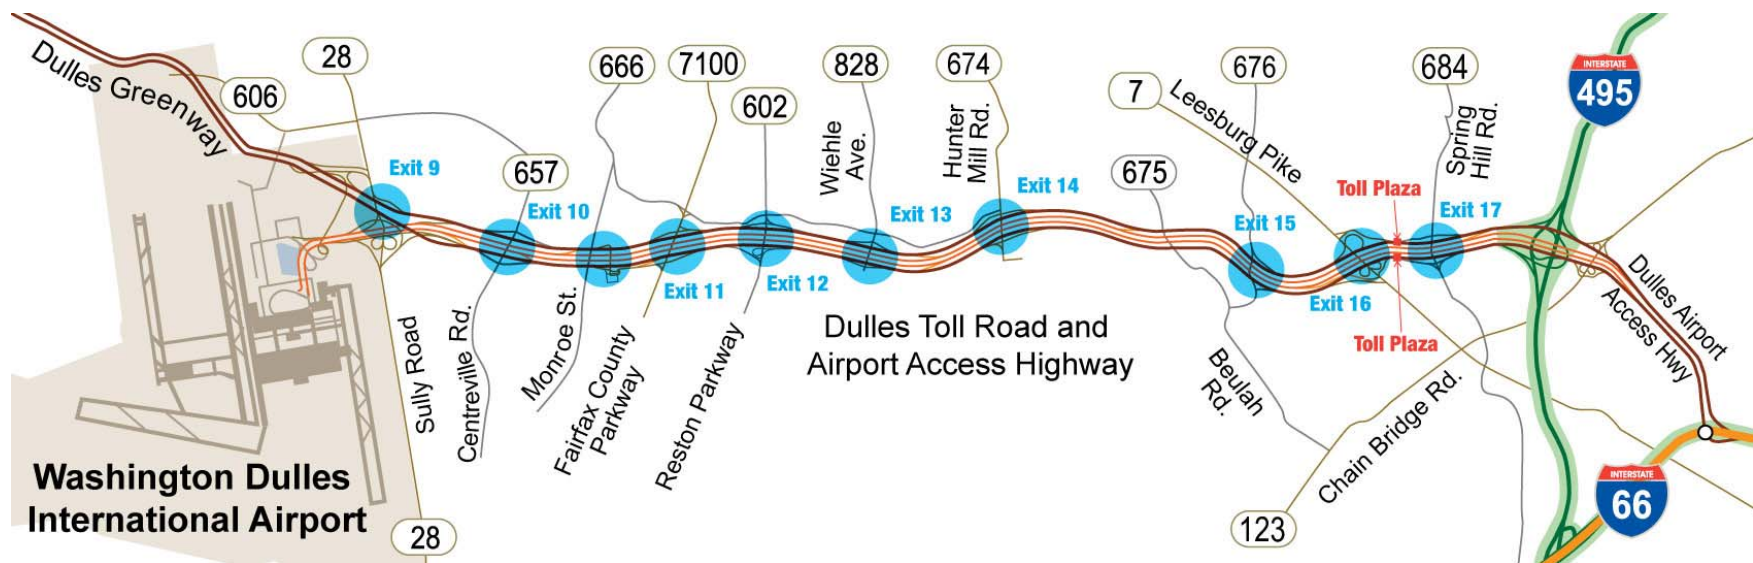 Dulles Greenway
606
28
666
7100
602
828
674
7
676
684
INTERSTATE
495
Leesburg Pike
Wiehle
Ave.
Hunter
Mill Rd.
Spring
Hill Rd.
657
675
Exit 9
Exit 10
Exit 11
Exit 12
Exit 13
Exit 14
Exit 15
Exit 16
Exit 17
Toll Plaza
Toll Plaza
Dulles Airport
Access Hwy
Dulles Toll Road and
Airport Access Highway
Sully Road
Centreville Rd.
Monroe St.
Fairfax County
Parkway
Reston Parkway
Beulah
Rd.
Chain Bridge Rd.
Washington Dulles
International Airport
28
123
INTERSTATE
66